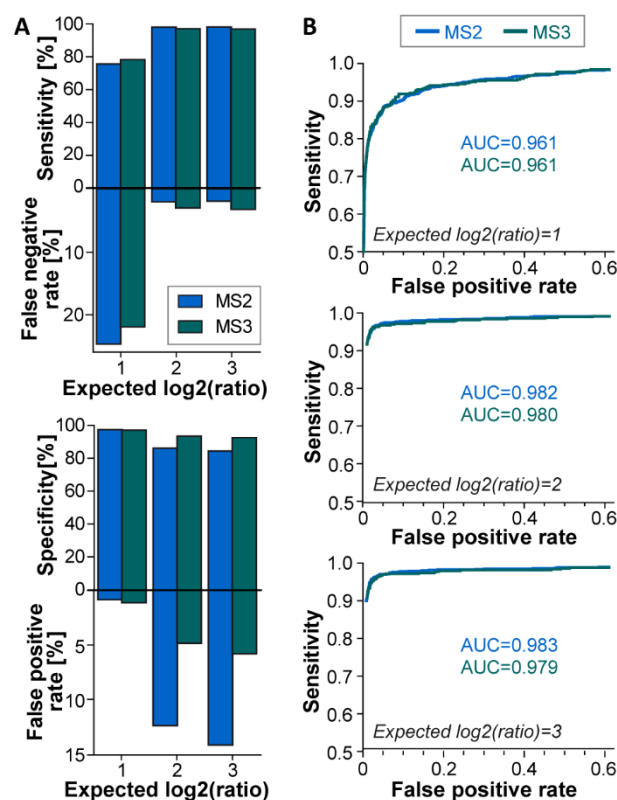 A
Sensitivity [%]
100
80
60
40
20
0
False negative
rate [%]
10
20
MS2
MS3
1 2 3
Expected log2(ratio)
Specificity[%]
100
80
60
40
20
0
False positive
rate [%]
5
10
15
1 2 3
Expected log2(ratio)
B
MS2 MS3
Sensitivity
1.0
0.9
0.8
0.7
0.6
0.5
AUC=0.961
AUC=0.961
Expected log2(ratio)=1
0 0.2 0.4 0.6
False positive rate
Sensitivity
1.0
0.9
0.8
0.7
0.6
0.5
AUC=0.982
AUC=0.980
Expected log2(ratio)=2
0 0.2 0.4 0.6
False positive rate
Sensitivity
1.0
0.9
0.8
0.7
0.6
0.5
AUC=0.983
AUC=0.979
Expected log2(ratio)=3
0 0.2 0.4 0.6
False positive rate